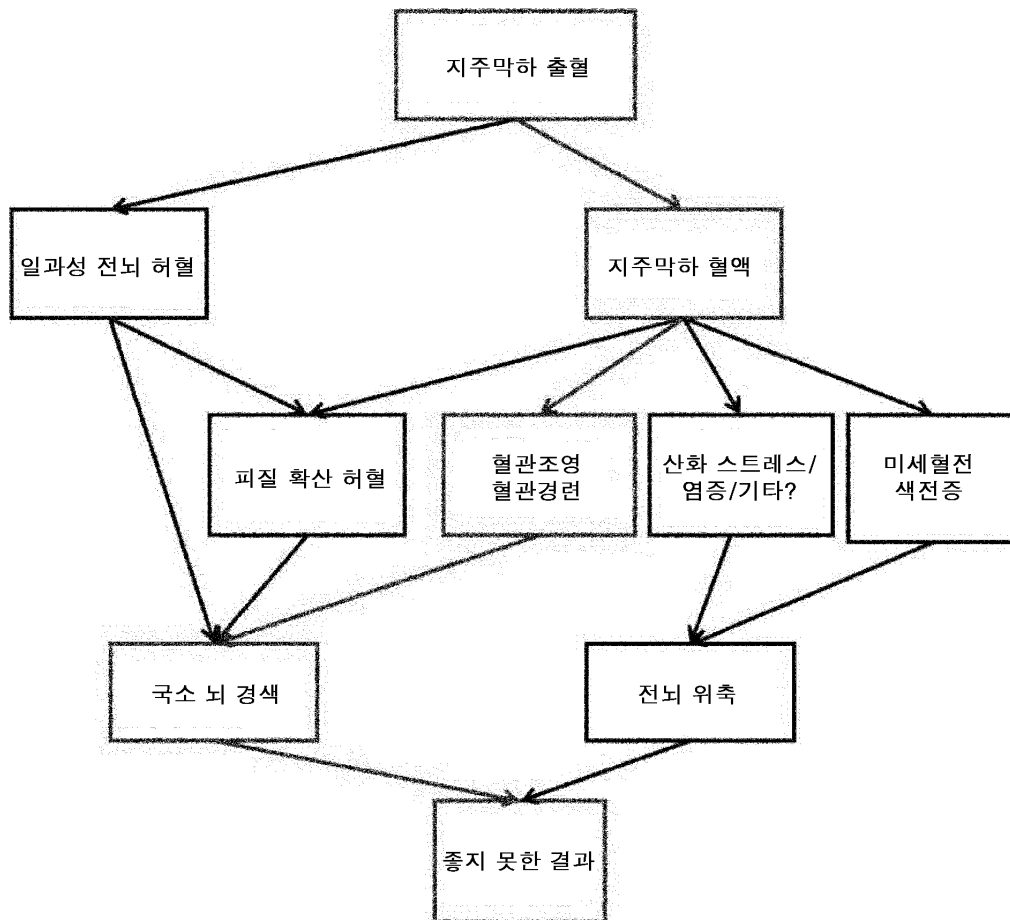 지주막하 출혈
일과성 전뇌 허혈
지주막하 혈액
피질 확산 허혈
혈관조영
혈관경련
산화 스트레스/
염증/기타?
미세혈전
색전증
국소 뇌 경색
전뇌 위축
좋지 못한 결과